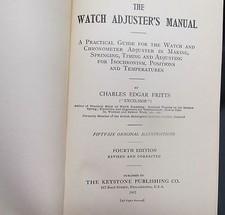 THE
WATCH ADJUSTER'S MANUAL
A PRACTICAL GUIDE FOR THE WATCH AND
CHRONOMETER ADJUSTER IN MAKING,
SPRINGING, TIMING AND ADJUSTING
FOR ISOCHRONISM, POSITIONS
AND TEMPERATURES
BY
CHARLES EDGAR FRITTS
("EXCELSIOR")
FIFTY-SIX ORIGINAL ILLUSTRATIONS
FOURTH EDITION
REVISED AND CORRECTED
PUBLISHED BY
THE KEYSTONE PUBLISHING CO.
PHILADELPHIA, U.S.A.